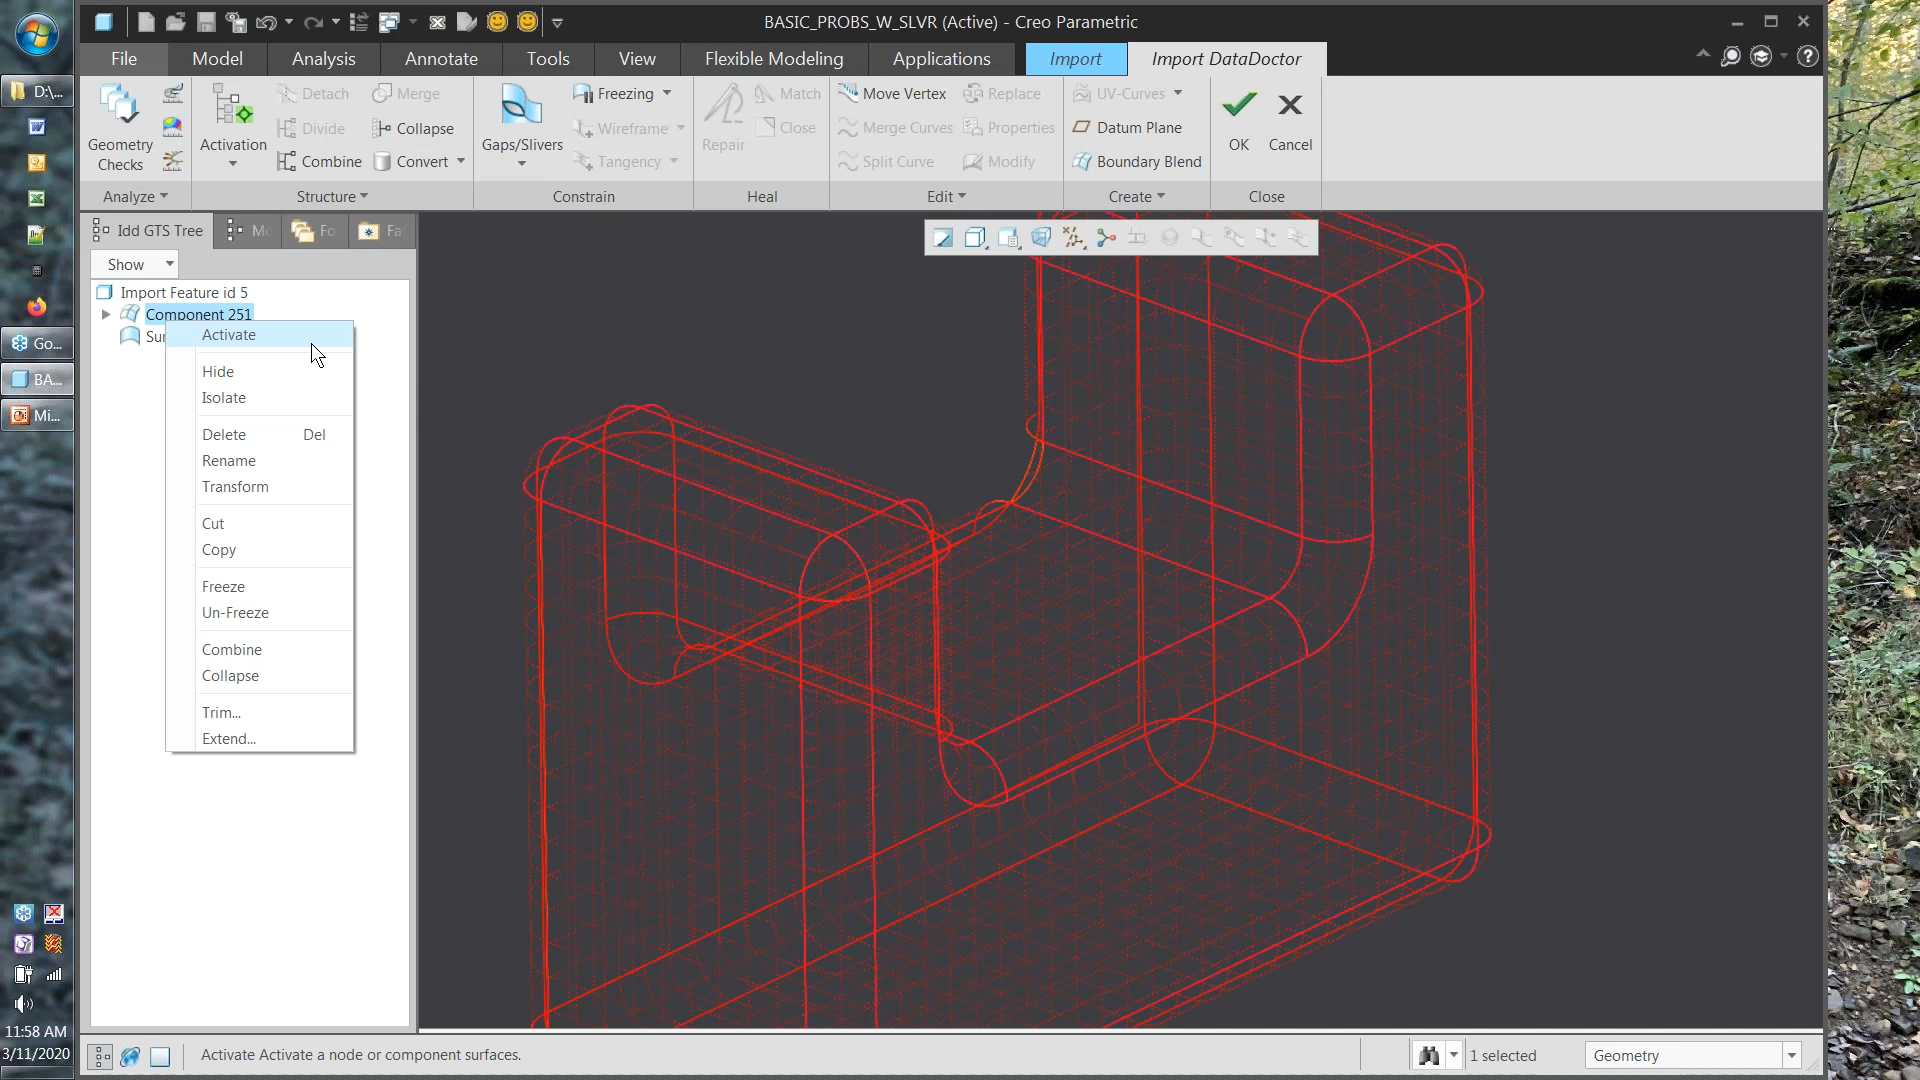 BASIC_PROBS_W_SLVR (Active) - Creo Parametric
File Model Analysis Annotate Tools View Flexible Modeling Applications Import Import DataDoctor
D:\...
Geometry Checks
Activation
Detach
Divide
Combine
Merge
Collapse
Convert
Gaps/Slivers
Freezing
Wireframe
Tangency
Repair
Match
Close
Move Vertex
Merge Curves
Split Curve
Replace
Properties
Modify
UV-Curves
Datum Plane
Boundary Blend
OK
Cancel
Analyze Structure Constrain Heal Edit Create Close
Idd GTS Tree
Show
Import Feature id 5
Component 251
Activate
Hide
Isolate
Delete Del
Rename
Transform
Cut
Copy
Freeze
Un-Freeze
Combine
Collapse
Trim...
Extend...
Go...
BA...
Mi...
11:58 AM
3/11/2020
Activate Activate a node or component surfaces.
1 selected
Geometry